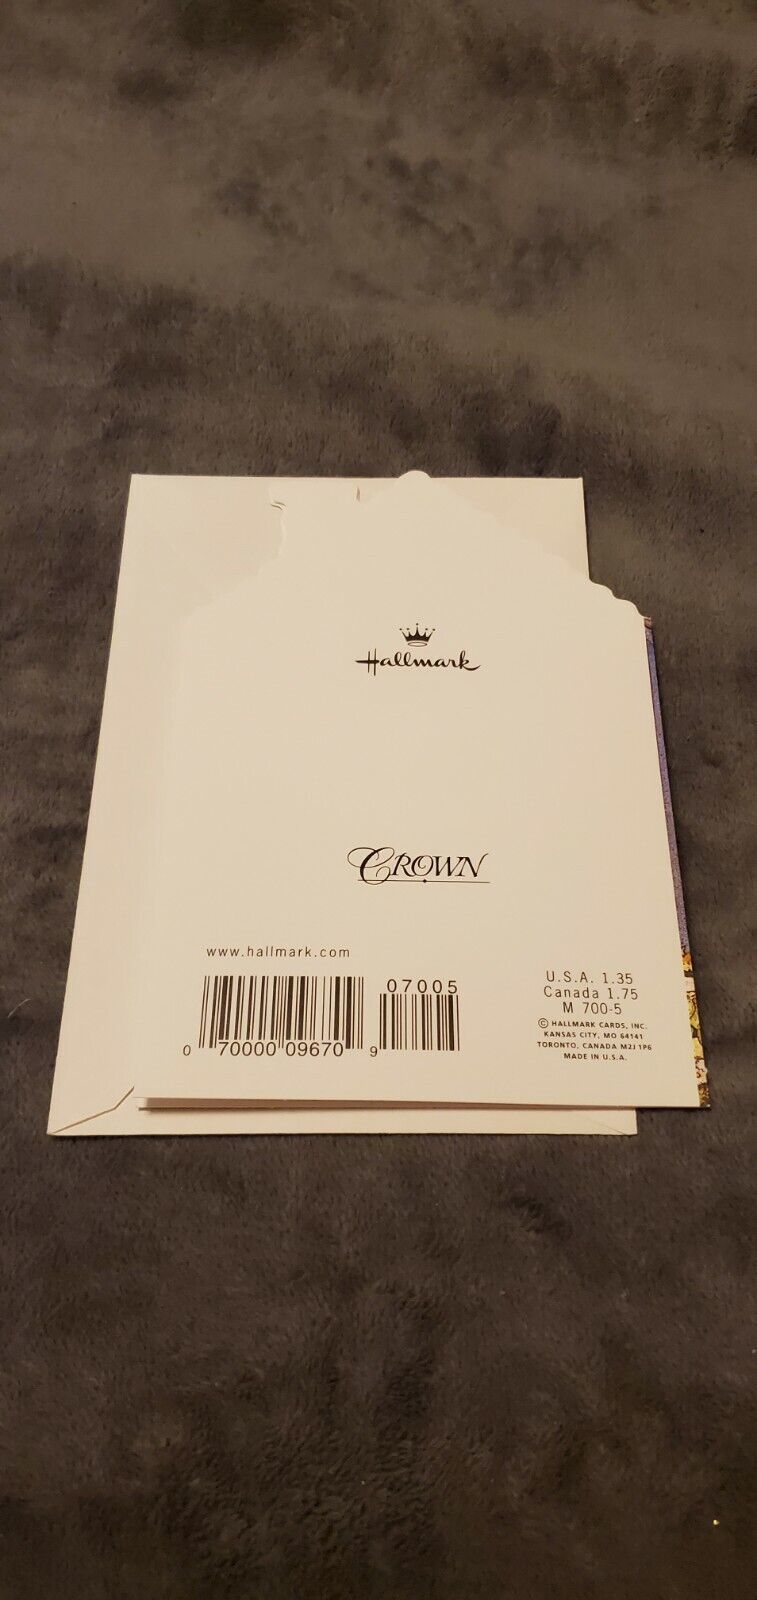 Hallmark
CROWN
www.hallmark.com
07005
0 70000 09670 9
U.S.A. 1.35
Canada 1.75
M 700-5
© HALLMARK CARDS, INC.
KANSAS CITY, MO 64141
TORONTO, CANADA M2J 1P6
MADE IN U.S.A.